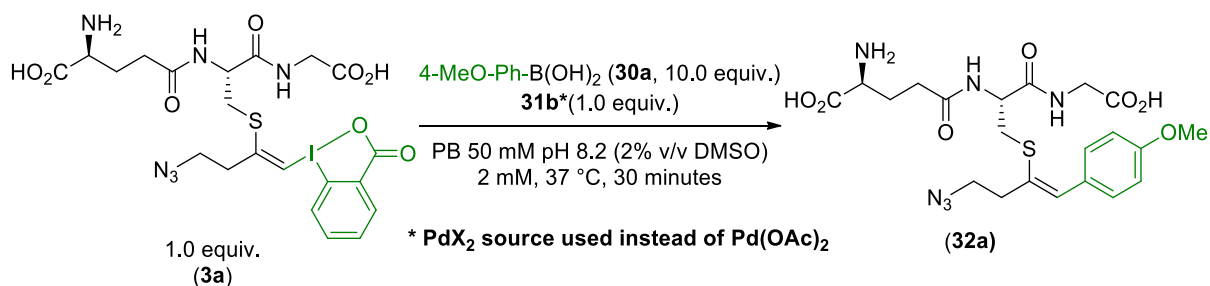 NH₂
HO₂C
O
H
N
O
N
H
CO₂H
S
N₃
I
O
O
1.0 equiv.
(3a)
4-MeO-Ph-B(OH)₂ (30a, 10.0 equiv.)
31b*(1.0 equiv.)
PB 50 mM pH 8.2 (2% v/v DMSO)
2 mM, 37 °C, 30 minutes
* PdX₂ source used instead of Pd(OAc)₂
NH₂
HO₂C
O
H
N
O
N
H
CO₂H
S
OMe
N₃
(32a)